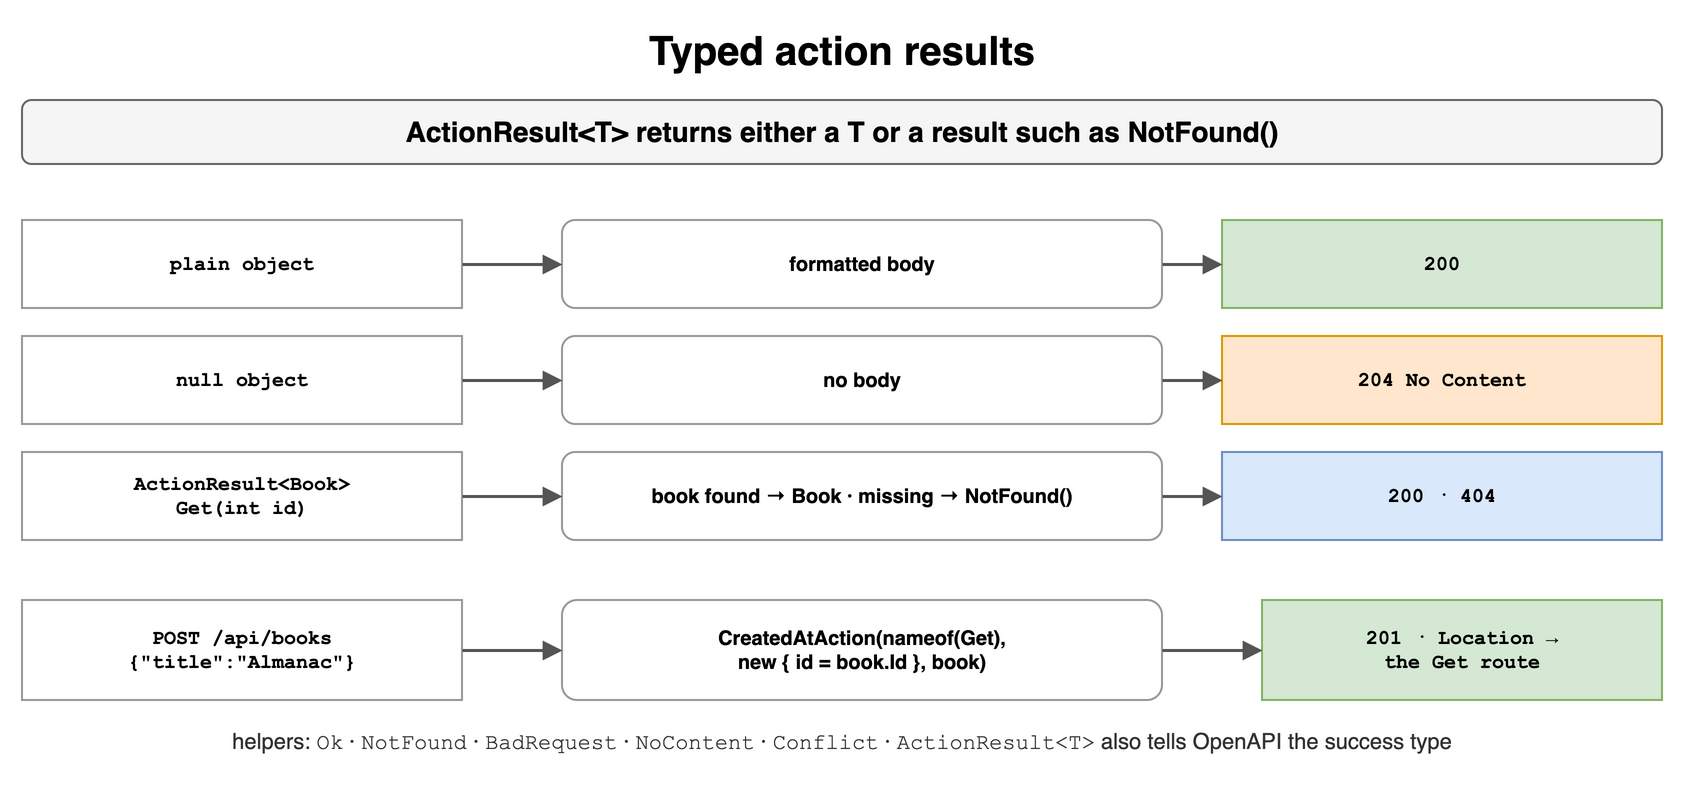 Typed action results
ActionResult<T> returns either a T or a result such as NotFound()
plain object
formatted body
200
null object
no body
204 No Content
ActionResult<Book>
Get(int id)
book found → Book · missing → NotFound()
200 · 404
POST /api/books
{"title":"Almanac"}
CreatedAtAction(nameof(Get),
new { id = book.Id }, book)
201 · Location →
the Get route
helpers: Ok · NotFound · BadRequest · NoContent · Conflict · ActionResult<T> also tells OpenAPI the success type